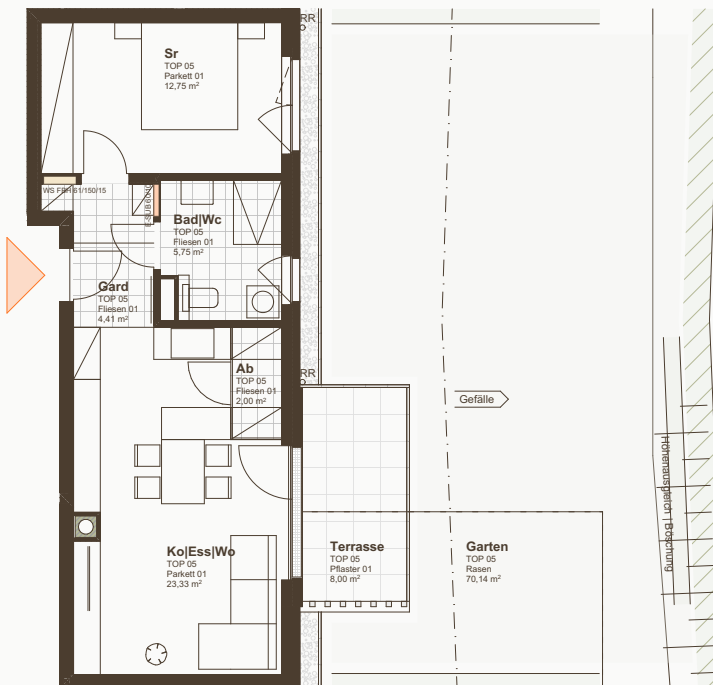 RR
Sr
TOP 05
Parkett 01
12,75 m²
WS FBH 61/150/15
Bad|Wc
TOP 05
Fliesen 01
5,75 m²
Gard
TOP 05
Fliesen 01
4,41 m²
RR
Ab
TOP 05
Fliesen 01
2,00 m²
Gefälle
Höhenausgleich | Böschung
Ko|Ess|Wo
TOP 05
Parkett 01
23,33 m²
Terrasse
TOP 05
Pflaster 01
8,00 m²
Garten
TOP 05
Rasen
70,14 m²